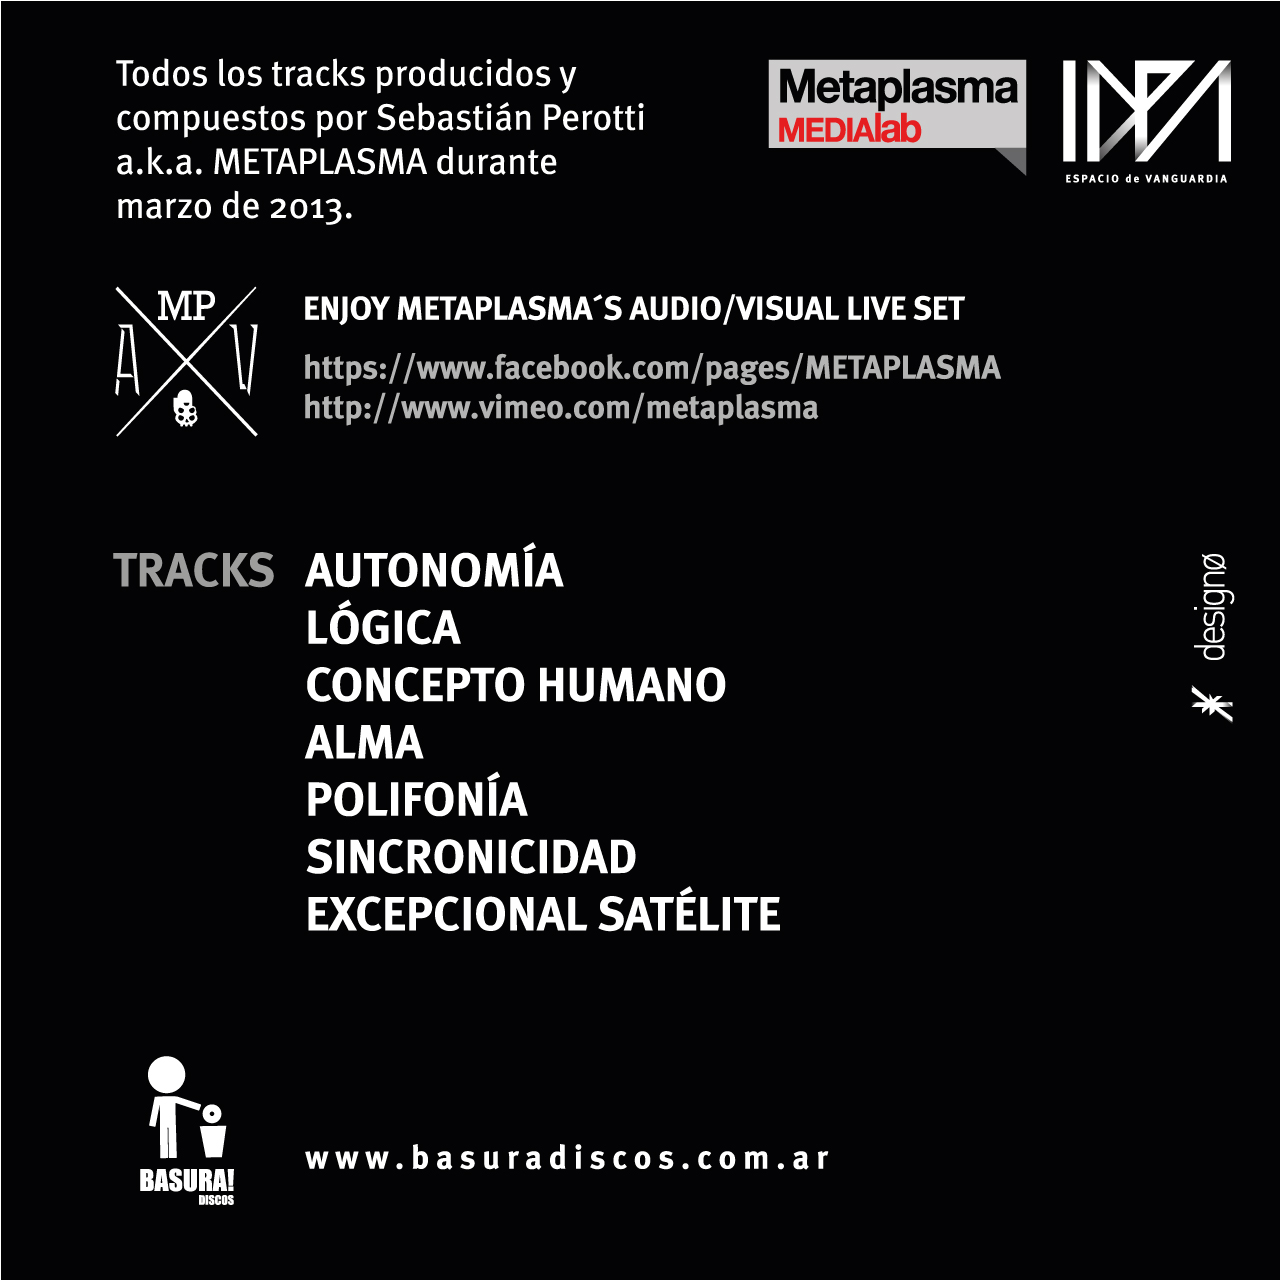 Todos los tracks producidos y
compuestos por Sebastián Perotti
a.k.a. METAPLASMA durante
marzo de 2013.
Metaplasma
MEDIAlab
INPA
ESPACIO de VANGUARDIA
MP
A V
ENJOY METAPLASMA´S AUDIO/VISUAL LIVE SET
https://www.facebook.com/pages/METAPLASMA
http://www.vimeo.com/metaplasma
TRACKS
AUTONOMÍA
LÓGICA
CONCEPTO HUMANO
ALMA
POLIFONÍA
SINCRONICIDAD
EXCEPCIONAL SATÉLITE
designø
BASURA!
DISCOS
www.basuradiscos.com.ar